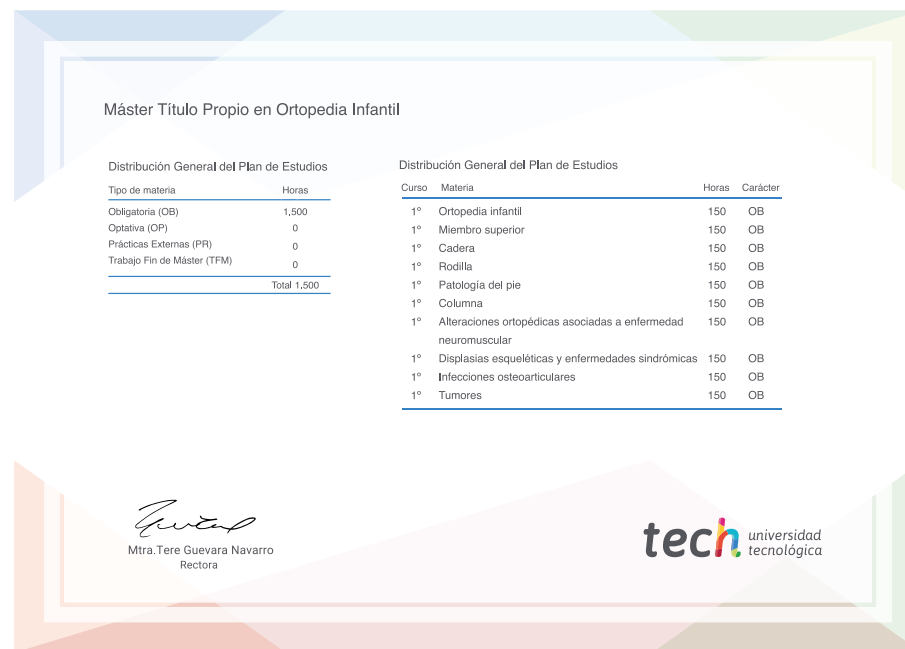 Máster Título Propio en Ortopedia Infantil
Distribución General del Plan de Estudios
Tipo de materia Horas
Obligatoria (OB) 1,500
Optativa (OP) 0
Prácticas Externas (PR) 0
Trabajo Fin de Máster (TFM) 0
Total 1,500
Distribución General del Plan de Estudios
Curso Materia Horas Carácter
1º Ortopedia infantil 150 OB
1º Miembro superior 150 OB
1º Cadera 150 OB
1º Rodilla 150 OB
1º Patología del pie 150 OB
1º Columna 150 OB
1º Alteraciones ortopédicas asociadas a enfermedad 150 OB
neuromuscular
1º Displasias esqueléticas y enfermedades sindrómicas 150 OB
1º Infecciones osteoarticulares 150 OB
1º Tumores 150 OB
Mtra.Tere Guevara Navarro
Rectora
tech universidad
tecnológica